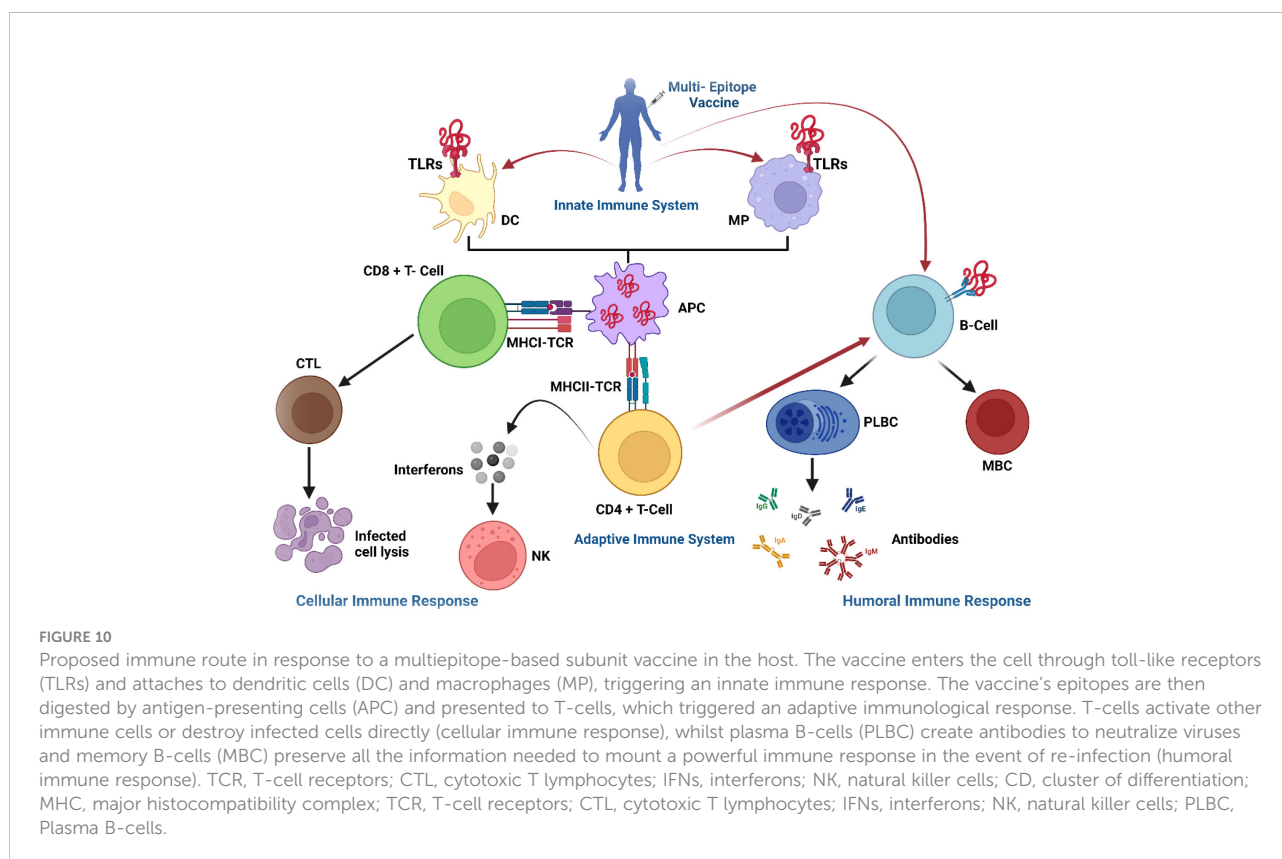 Multi- Epitope
Vaccine
TLRs
TLRs
Innate Immune System
DC
MP
CD8 + T- Cell
APC
B-Cell
MHCI-TCR
CTL
MHCII-TCR
PLBC
MBC
Interferons
CD4 + T-Cell
IgG
IgD
IgE
Infected
cell lysis
NK
Adaptive Immune System
IgA
IgM
Antibodies
Cellular Immune Response
Humoral Immune Response
FIGURE 10
Proposed immune route in response to a multiepitope-based subunit vaccine in the host. The vaccine enters the cell through toll-like receptors
(TLRs) and attaches to dendritic cells (DC) and macrophages (MP), triggering an innate immune response. The vaccine's epitopes are then
digested by antigen-presenting cells (APC) and presented to T-cells, which triggered an adaptive immunological response. T-cells activate other
immune cells or destroy infected cells directly (cellular immune response), whilst plasma B-cells (PLBC) create antibodies to neutralize viruses
and memory B-cells (MBC) preserve all the information needed to mount a powerful immune response in the event of re-infection (humoral
immune response). TCR, T-cell receptors; CTL, cytotoxic T lymphocytes; IFNs, interferons; NK, natural killer cells; CD, cluster of differentiation;
MHC, major histocompatibility complex; TCR, T-cell receptors; CTL, cytotoxic T lymphocytes; IFNs, interferons; NK, natural killer cells; PLBC,
Plasma B-cells.